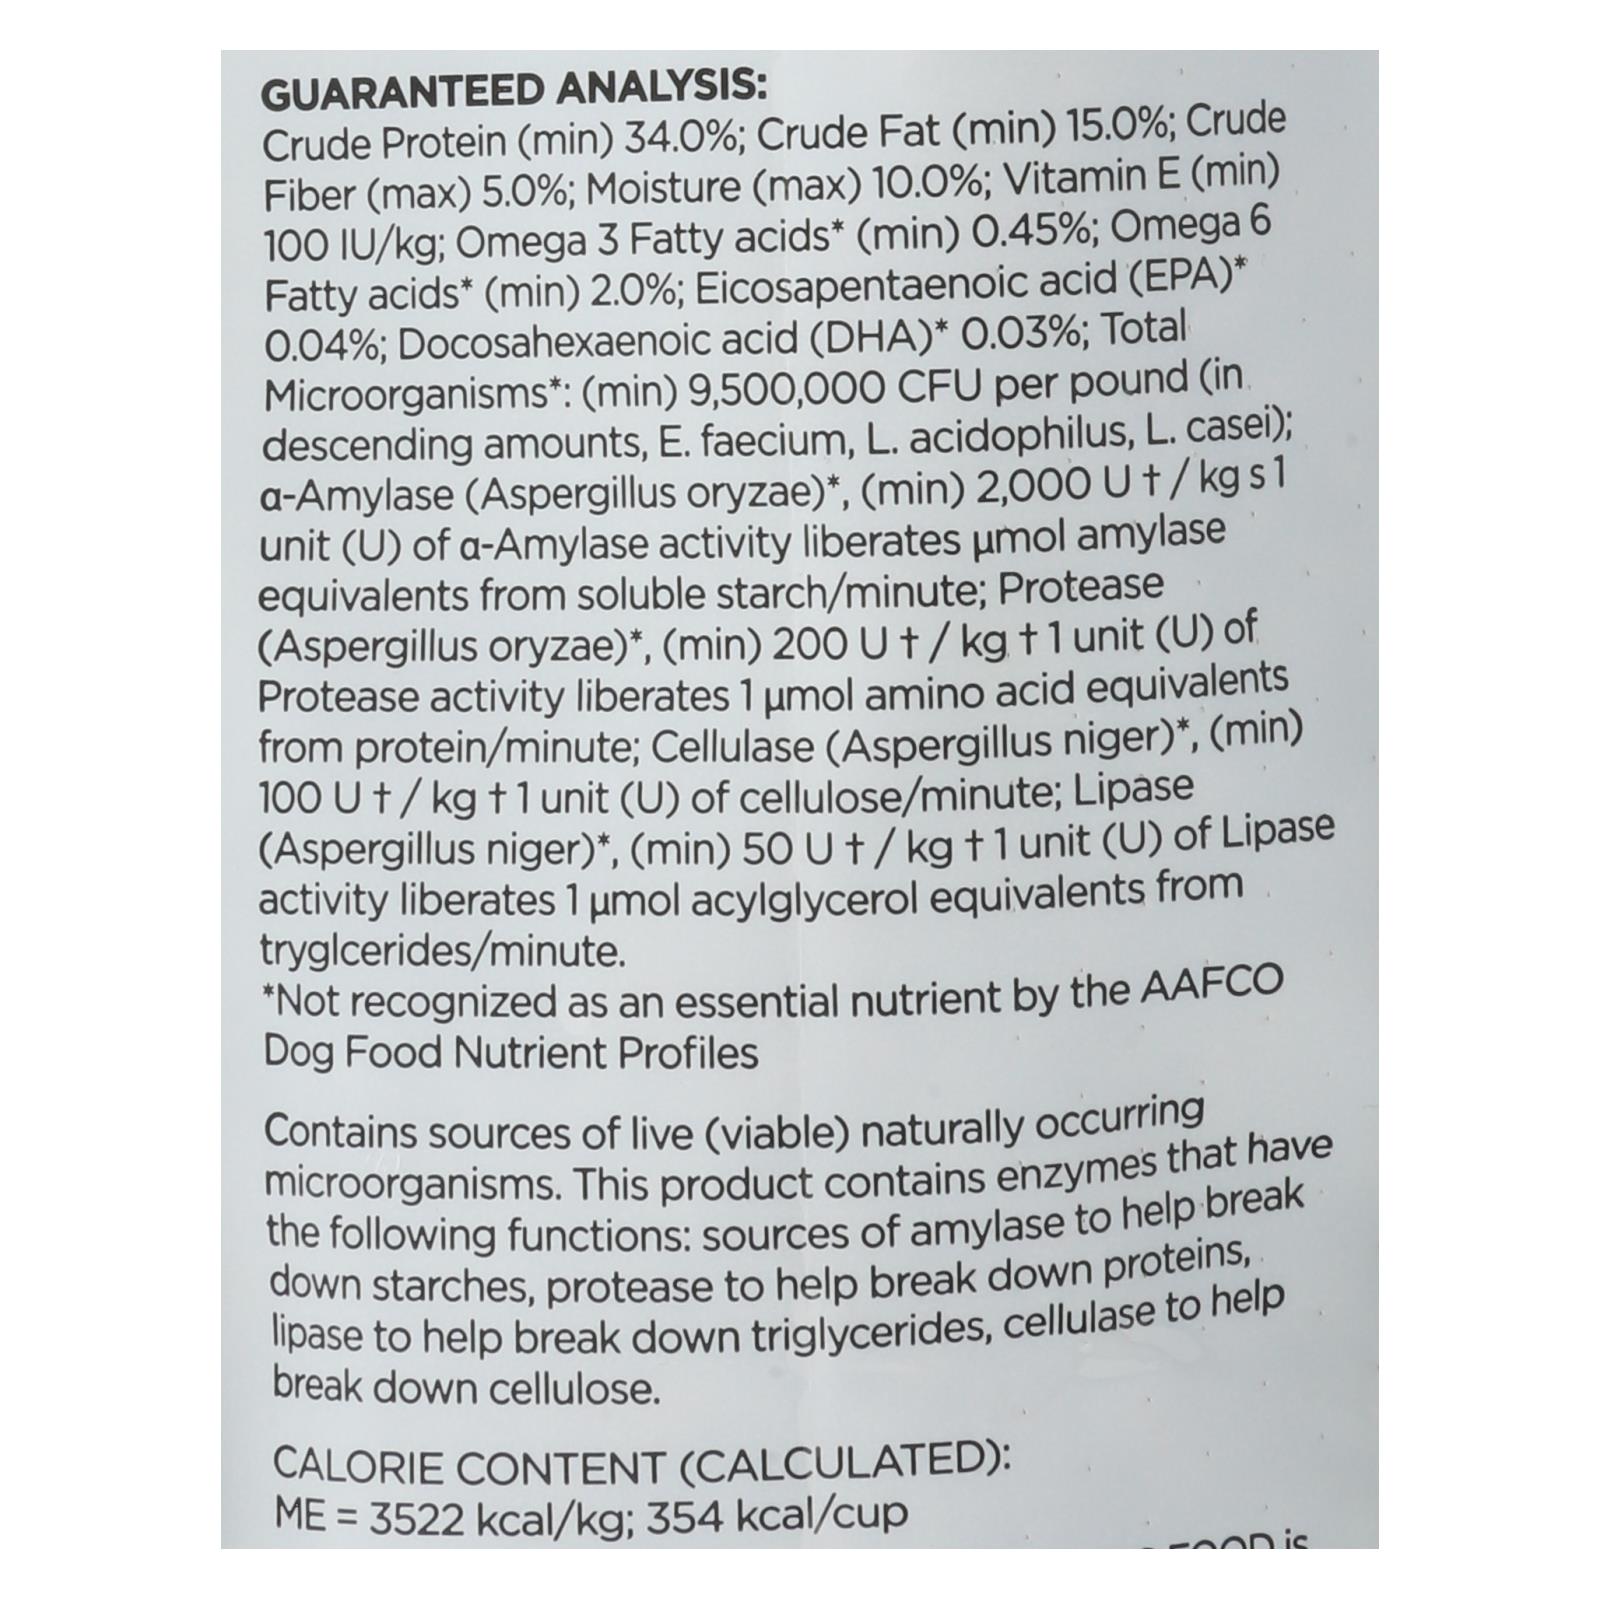 GUARANTEED ANALYSIS:
Crude Protein (min) 34.0%; Crude Fat (min) 15.0%; Crude
Fiber (max) 5.0%; Moisture (max) 10.0%; Vitamin E (min)
100 IU/kg; Omega 3 Fatty acids* (min) 0.45%; Omega 6
Fatty acids* (min) 2.0%; Eicosapentaenoic acid (EPA)*
0.04%; Docosahexaenoic acid (DHA)* 0.03%; Total
Microorganisms*: (min) 9,500,000 CFU per pound (in
descending amounts, E. faecium, L. acidophilus, L. casei);
α-Amylase (Aspergillus oryzae)*, (min) 2,000 U † / kg s 1
unit (U) of α-Amylase activity liberates µmol amylase
equivalents from soluble starch/minute; Protease
(Aspergillus oryzae)*, (min) 200 U † / kg † 1 unit (U) of
Protease activity liberates 1 µmol amino acid equivalents
from protein/minute; Cellulase (Aspergillus niger)*, (min)
100 U † / kg † 1 unit (U) of cellulose/minute; Lipase
(Aspergillus niger)*, (min) 50 U † / kg † 1 unit (U) of Lipase
activity liberates 1 µmol acylglycerol equivalents from
tryglcerides/minute.
*Not recognized as an essential nutrient by the AAFCO
Dog Food Nutrient Profiles
Contains sources of live (viable) naturally occurring
microorganisms. This product contains enzymes that have
the following functions: sources of amylase to help break
down starches, protease to help break down proteins,
lipase to help break down triglycerides, cellulase to help
break down cellulose.
CALORIE CONTENT (CALCULATED):
ME = 3522 kcal/kg; 354 kcal/cup
FOOD is